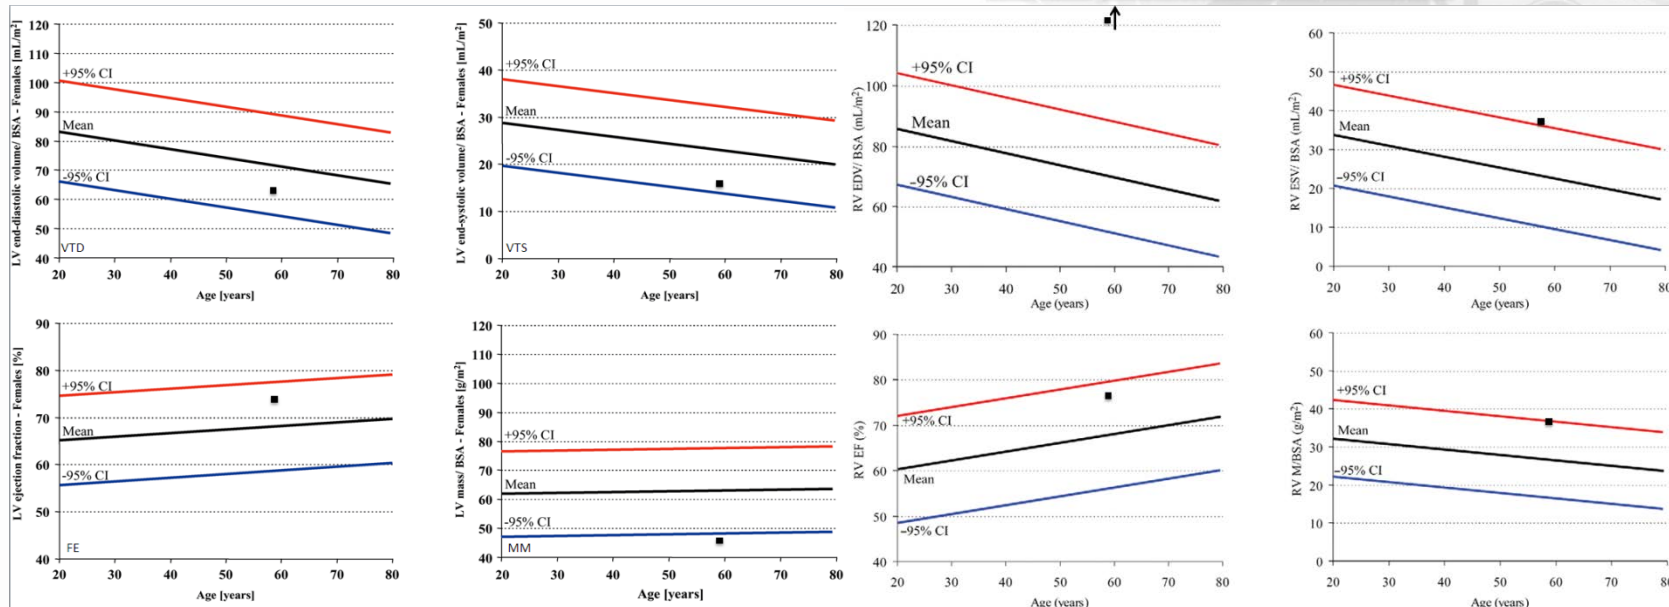 LV end-diastolic volume/ BSA - Females [mL/m²]
120
110
100
90
80
70
60
50
40
+95% CI
Mean
-95% CI
VTD
20 30 40 50 60 70 80
Age [years]
LV end-systolic volume/ BSA - Females [mL/m²]
50
40
30
20
10
0
+95% CI
Mean
-95% CI
VTS
20 30 40 50 60 70 80
Age [years]
RV EDV/ BSA (mL/m²)
120
100
80
60
40
+95% CI
Mean
-95% CI
20 30 40 50 60 70 80
Age (years)
RV ESV/ BSA (mL/m²)
60
50
40
30
20
10
0
+95% CI
Mean
-95% CI
20 30 40 50 60 70 80
Age (years)
LV ejection fraction - Females [%]
90
80
70
60
50
40
+95% CI
Mean
-95% CI
FE
20 30 40 50 60 70 80
Age [years]
LV mass/ BSA - Females [g/m²]
120
110
100
90
80
70
60
50
40
+95% CI
Mean
-95% CI
MM
20 30 40 50 60 70 80
Age [years]
RV EF (%)
90
80
70
60
50
40
+95% CI
Mean
-95% CI
20 30 40 50 60 70 80
Age (years)
RV M/BSA (g/m²)
60
50
40
30
20
10
0
+95% CI
Mean
-95% CI
20 30 40 50 60 70 80
Age (years)